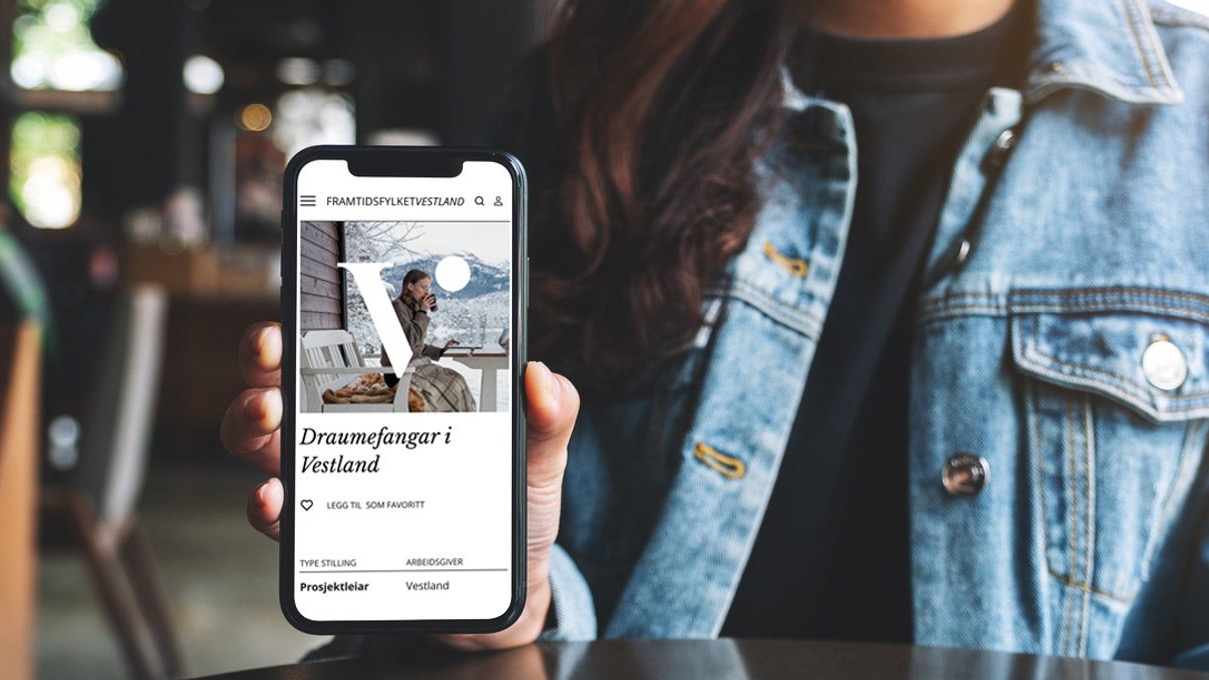 FRAMTIDSFYLKETVESTLAND
V
Draumefangar i
Vestland
LEGG TIL SOM FAVORITT
TYPE STILLING ARBEIDSGIVER
Prosjektleiar Vestland